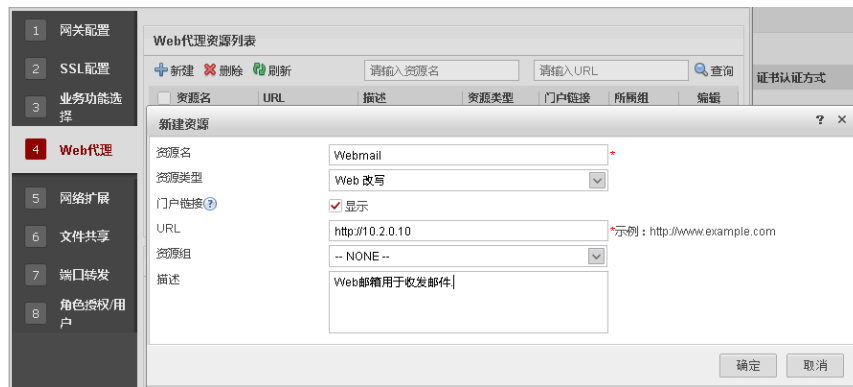 1 网关配置
2 SSL配置
3 业务功能选择
4 Web代理
5 网络扩展
6 文件共享
7 端口转发
8 角色授权/用户
Web代理资源列表
新建 删除 刷新 请输入资源名 请输入URL 查询
资源名 URL 描述 资源类型 门户链接 所属组 编辑
证书认证方式
新建资源 ? ×
资源名 Webmail *
资源类型 Web 改写
门户链接 ? 显示
URL http://10.2.0.10 *示例：http://www.example.com
资源组 -- NONE --
描述 Web邮箱用于收发邮件
确定 取消